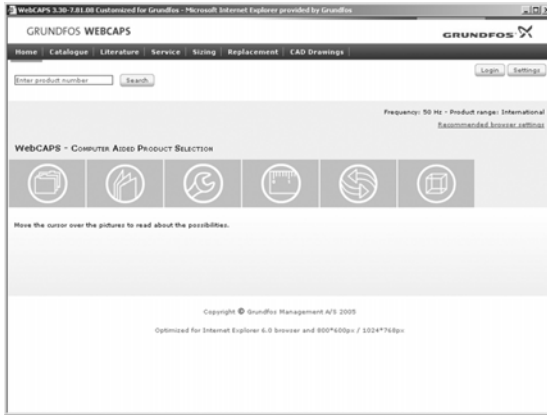 WebCAPS 3.30-7.01.08 Customized for Grundfos - Microsoft Internet Explorer provided by Grundfos
GRUNDFOS WEBCAPS
GRUNDFOS
Home Catalogue Literature Service Sizing Replacement CAD Drawings
Login Settings
Enter product number Search
Frequency: 50 Hz - Product range: International
Recommended browser settings
WebCAPS - Computer Aided Product Selection
Move the cursor over the pictures to read about the possibilities.
Copyright © Grundfos Management A/S 2005
Optimized for Internet Explorer 6.0 browser and 800*600px / 1024*768px